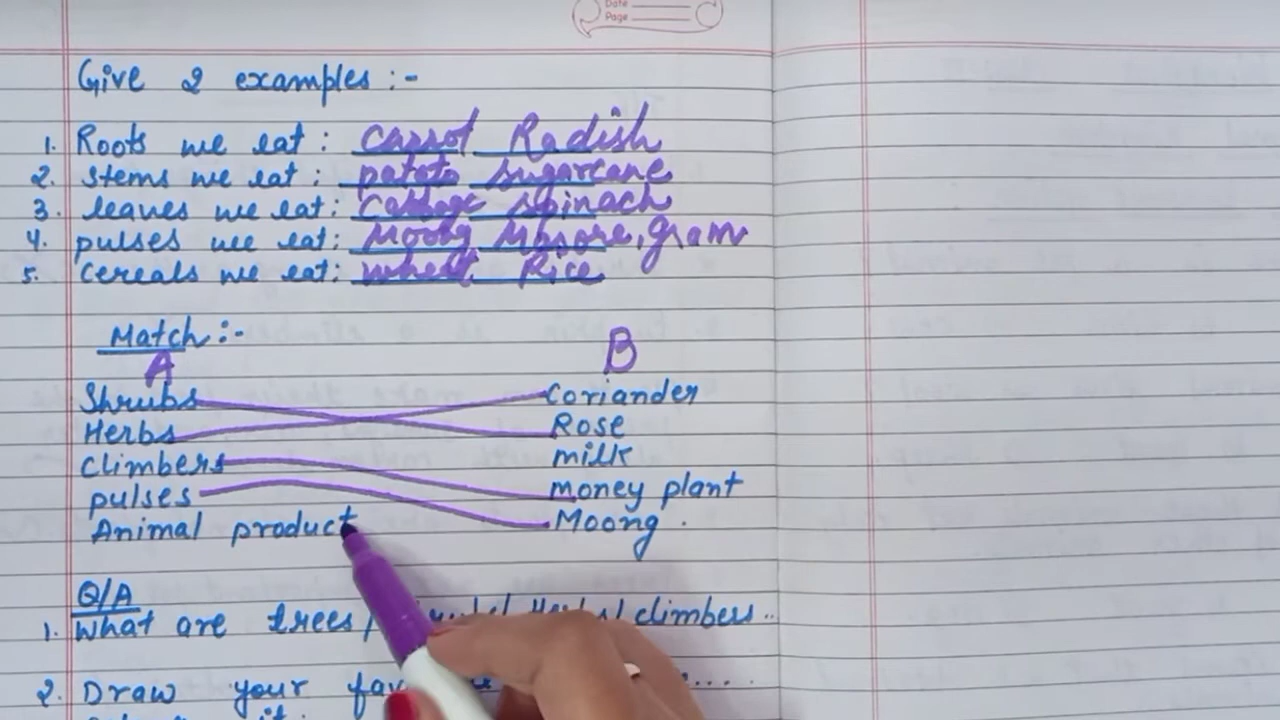 Date
Page
Give 2 examples :-
1. Roots we eat : Carrot Radish
2. Stems we eat : potato sugarcane
3. leaves we eat: Cabbage spinach
4. pulses we eat: Moong Masoore, gram
5. Cereals we eat: wheat Rice
Match :-
A B
Shrubs Coriander
Herbs Rose
Climbers milk
pulses money plant
Animal product Moong .
Q/A
1. What are trees, Herbs/ climbers..
2. Draw your fav ....